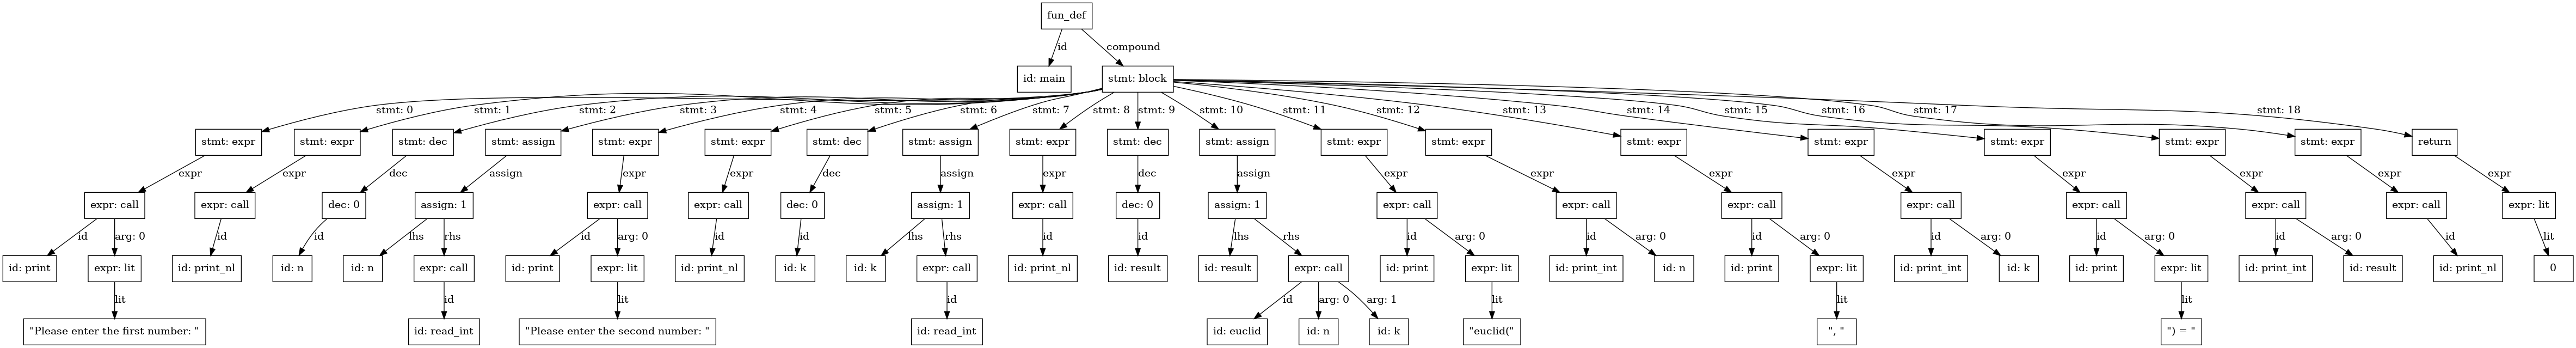 fun_def
id
compound
id: main
stmt: block
stmt: 0
stmt: 1
stmt: 2
stmt: 3
stmt: 4
stmt: 5
stmt: 6
stmt: 7
stmt: 8
stmt: 9
stmt: 10
stmt: 11
stmt: 12
stmt: 13
stmt: 14
stmt: 15
stmt: 16
stmt: 17
stmt: 18
stmt: expr
stmt: expr
stmt: dec
stmt: assign
stmt: expr
stmt: expr
stmt: dec
stmt: assign
stmt: expr
stmt: dec
stmt: assign
stmt: expr
stmt: expr
stmt: expr
stmt: expr
stmt: expr
stmt: expr
stmt: expr
return
expr
expr
dec
assign
expr
expr
dec
assign
expr
dec
assign
expr
expr
expr
expr
expr
expr
expr
expr
expr: call
expr: call
dec: 0
assign: 1
expr: call
expr: call
dec: 0
assign: 1
expr: call
dec: 0
assign: 1
expr: call
expr: call
expr: call
expr: call
expr: call
expr: call
expr: call
expr: lit
id
arg: 0
id
id
lhs
rhs
id
arg: 0
id
id
lhs
rhs
id
id
lhs
rhs
id
arg: 0
id
arg: 0
id
arg: 0
id
arg: 0
id
arg: 0
id
arg: 0
id
lit
id: print
expr: lit
id: print_nl
id: n
id: n
expr: call
id: print
expr: lit
id: print_nl
id: k
id: k
expr: call
id: print_nl
id: result
id: result
expr: call
id: print
expr: lit
id: print_int
id: n
id: print
expr: lit
id: print_int
id: k
id: print
expr: lit
id: print_int
id: result
id: print_nl
0
lit
id
lit
id
id
arg: 0
arg: 1
lit
lit
lit
"Please enter the first number: "
id: read_int
"Please enter the second number: "
id: read_int
id: euclid
id: n
id: k
"euclid("
", "
") = "